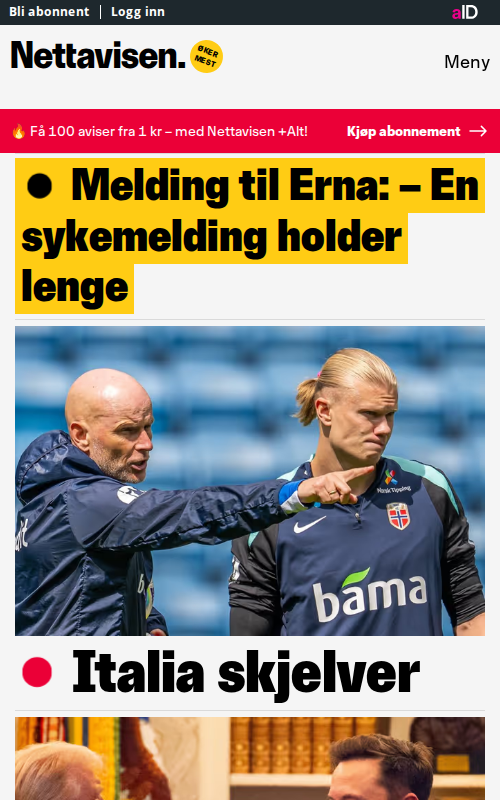 Bli abonnent | Logg inn
aID
Nettavisen.
ØKER
MEST
Meny
🔥 Få 100 aviser fra 1 kr – med Nettavisen +Alt!
Kjøp abonnement →
Melding til Erna: – En
sykemelding holder
lenge
Norsk Tipping
bama
Italia skjelver